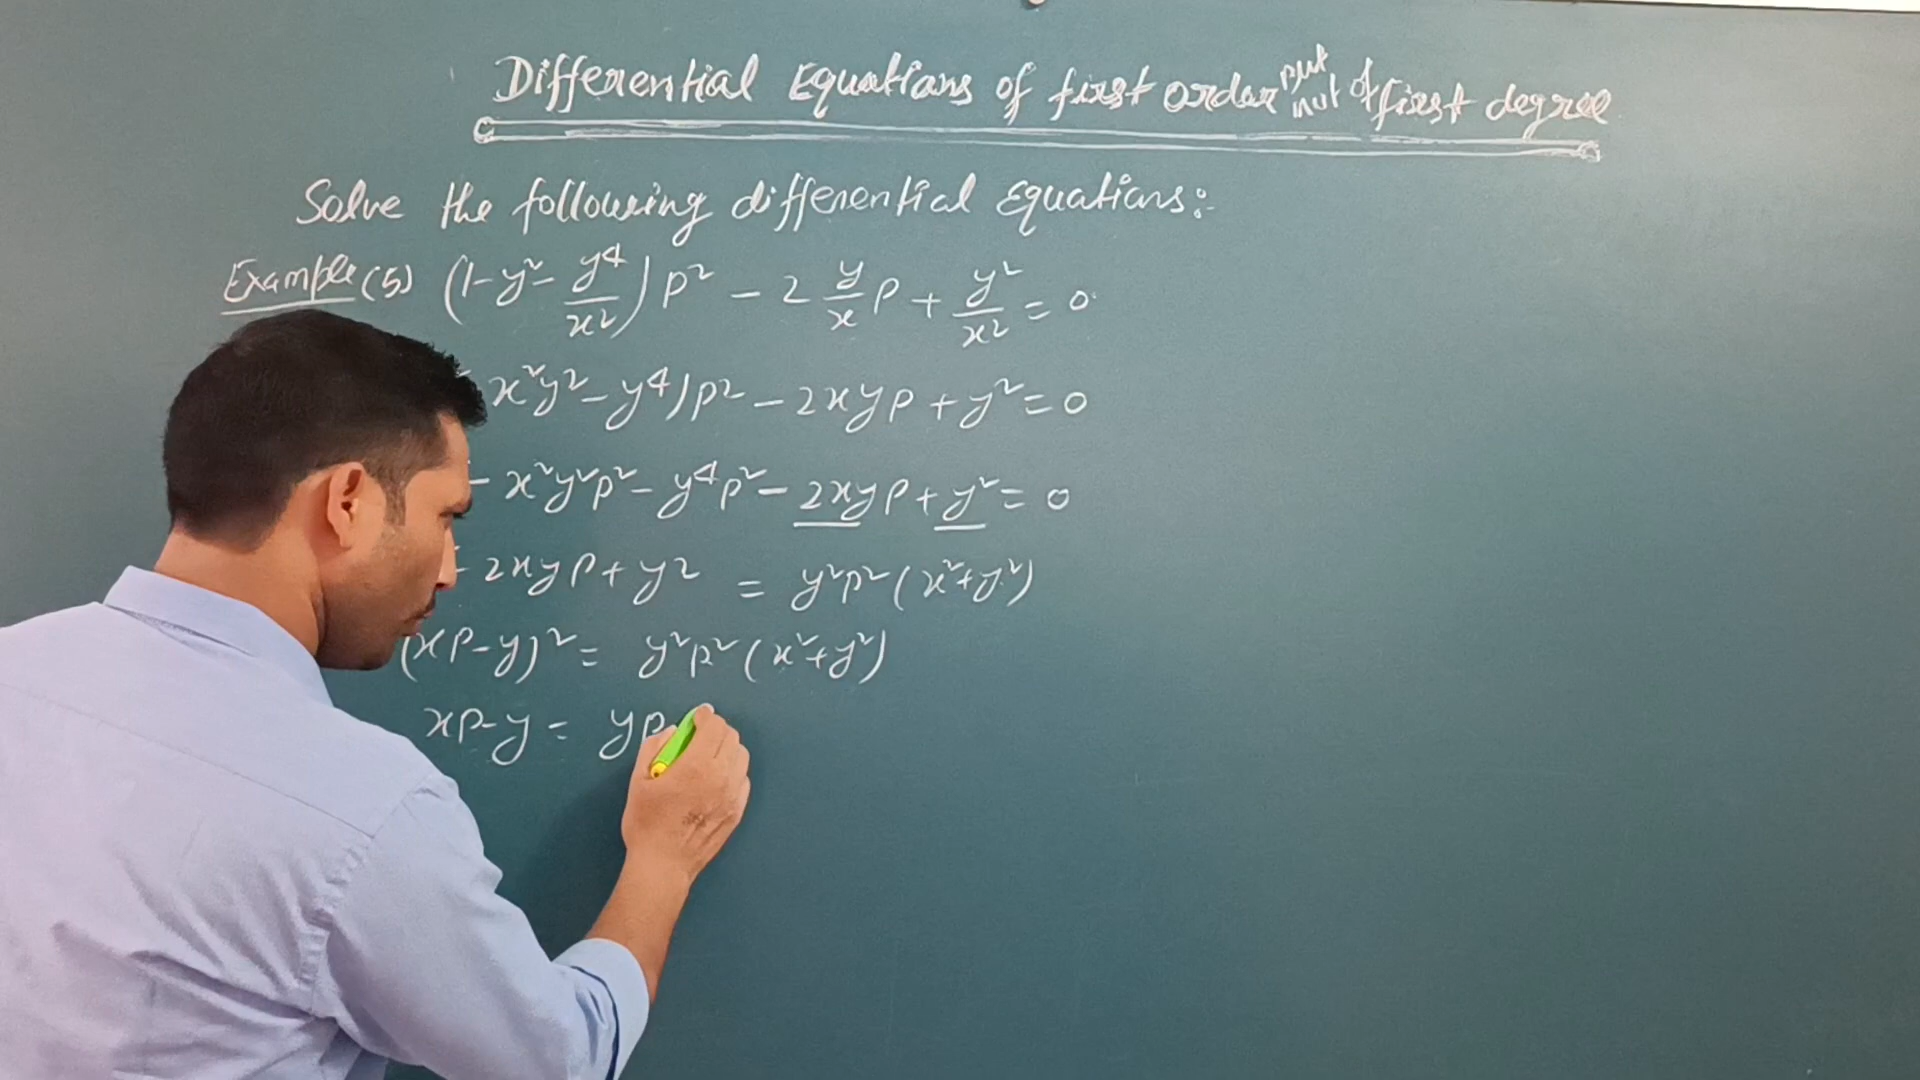 Differential Equations of first order but not of first degree
Solve the following differential Equations:-
Example (5) (1-y²-y⁴/x²)p² - 2 y/x p + y²/x² = 0
x²y² - y⁴)p² - 2xyp + y² = 0
- x²y²p² - y⁴p² - 2xyp + y² = 0
- 2xyp + y² = y²p²(x²+y²)
(xp-y)² = y²p²(x²+y²)
xp-y = yp